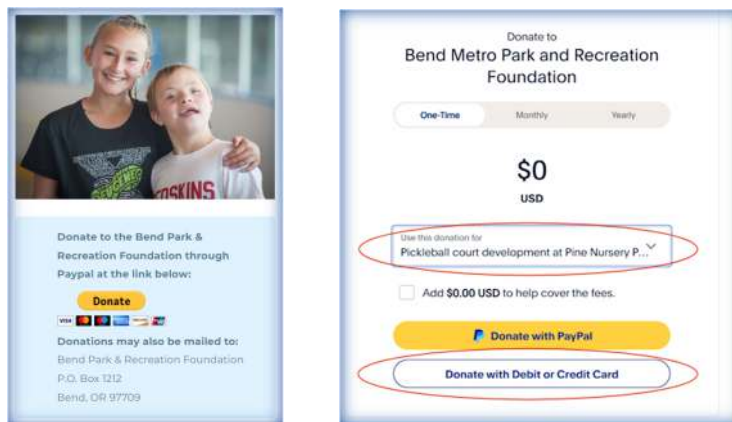 REDSKINS
Donate to the Bend Park &
Recreation Foundation through
Paypal at the link below:
Donate
VISA
Donations may also be mailed to:
Bend Park & Recreation Foundation
P.O. Box 1212
Bend, OR 97709
Donate to
Bend Metro Park and Recreation
Foundation
One-Time Monthly Yearly
$0
USD
Use this donation for
Pickleball court development at Pine Nursery P...
Add $0.00 USD to help cover the fees.
Donate with PayPal
Donate with Debit or Credit Card